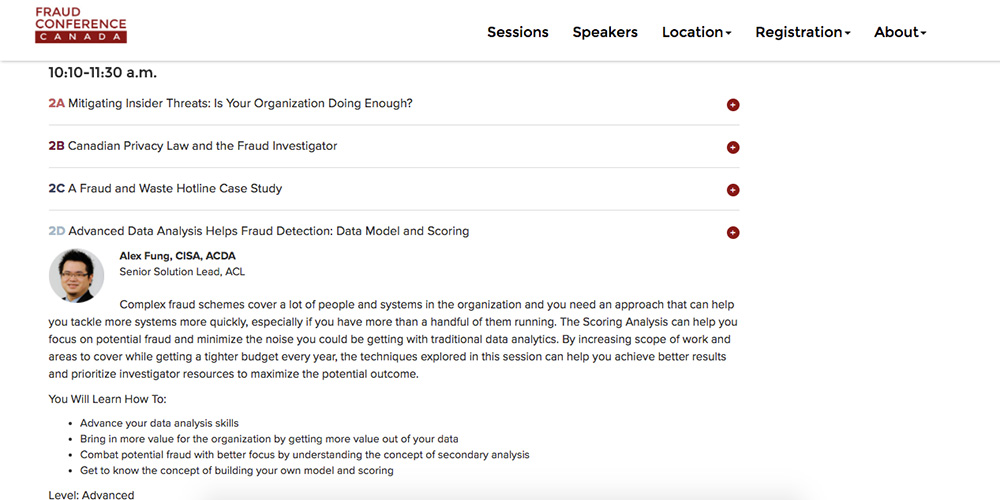 FRAUD
CONFERENCE
CANADA
Sessions Speakers Location Registration About
10:10-11:30 a.m.
2A Mitigating Insider Threats: Is Your Organization Doing Enough?
2B Canadian Privacy Law and the Fraud Investigator
2C A Fraud and Waste Hotline Case Study
2D Advanced Data Analysis Helps Fraud Detection: Data Model and Scoring
Alex Fung, CISA, ACDA
Senior Solution Lead, ACL
Complex fraud schemes cover a lot of people and systems in the organization and you need an approach that can help
you tackle more systems more quickly, especially if you have more than a handful of them running. The Scoring Analysis can help you
focus on potential fraud and minimize the noise you could be getting with traditional data analytics. By increasing scope of work and
areas to cover while getting a tighter budget every year, the techniques explored in this session can help you achieve better results
and prioritize investigator resources to maximize the potential outcome.
You Will Learn How To:
• Advance your data analysis skills
• Bring in more value for the organization by getting more value out of your data
• Combat potential fraud with better focus by understanding the concept of secondary analysis
• Get to know the concept of building your own model and scoring
Level: Advanced